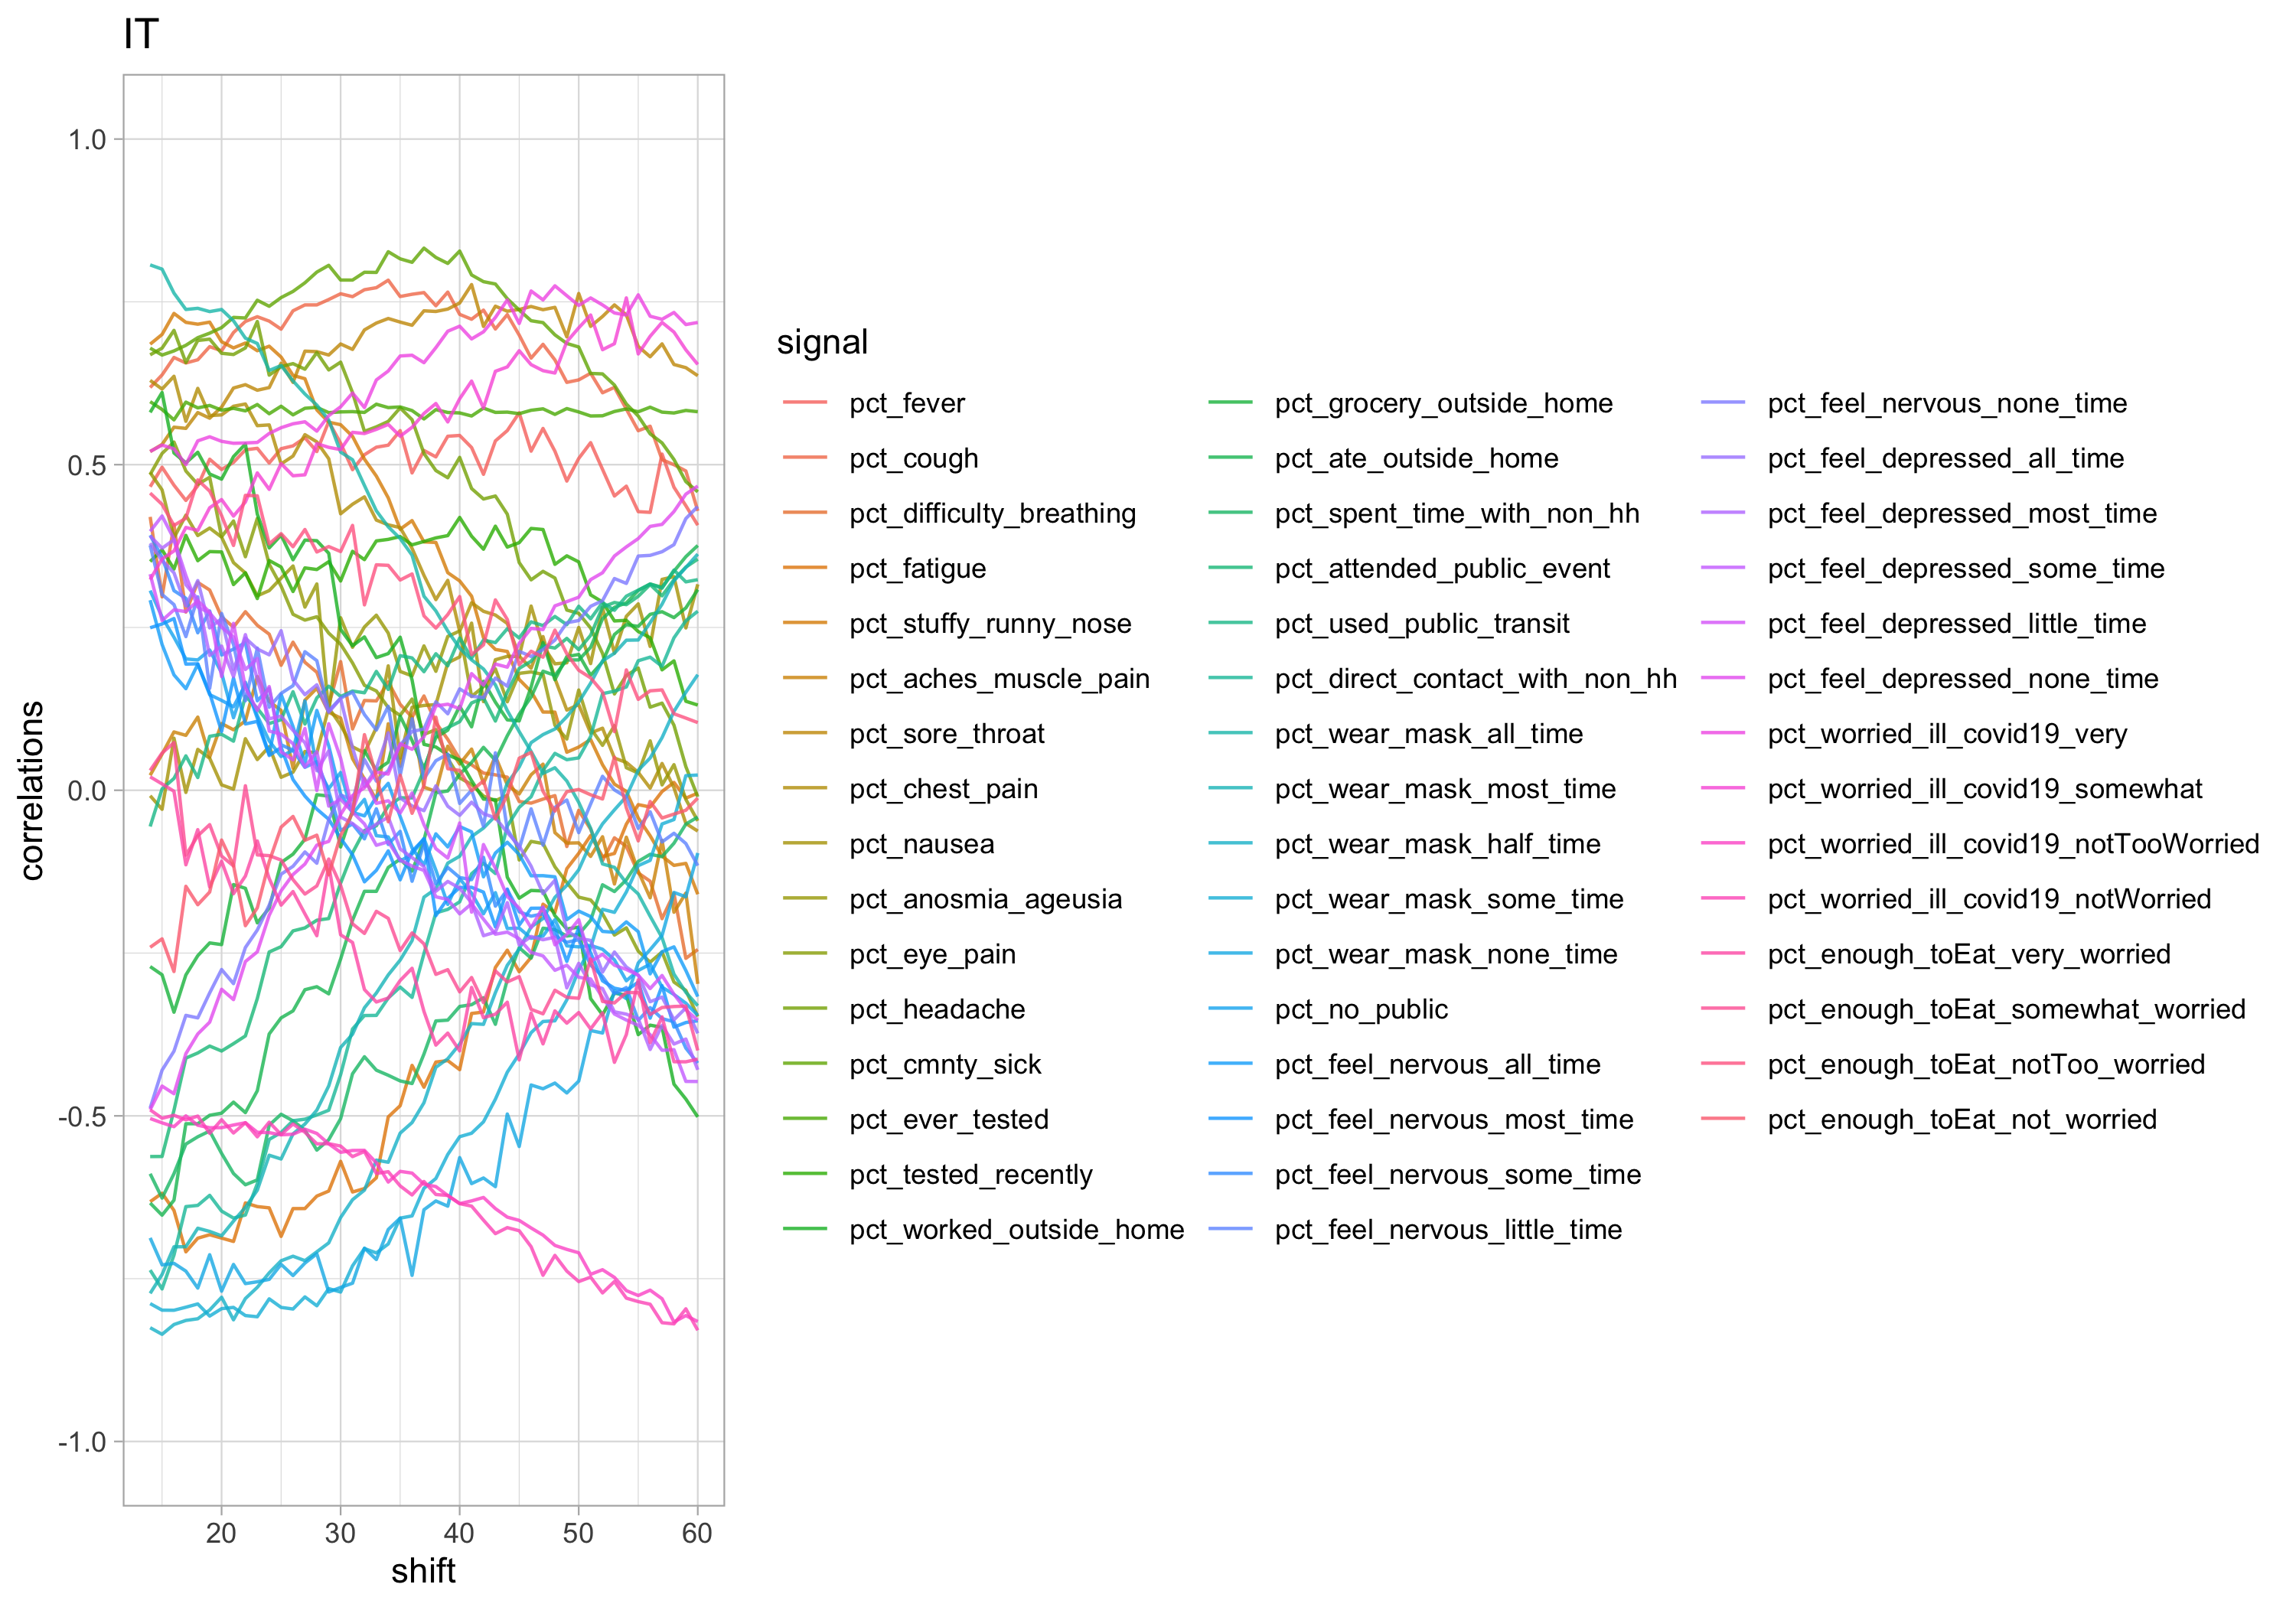 IT
1.0
0.5
0.0
-0.5
-1.0
correlations
20 30 40 50 60
shift
signal
pct_fever
pct_cough
pct_difficulty_breathing
pct_fatigue
pct_stuffy_runny_nose
pct_aches_muscle_pain
pct_sore_throat
pct_chest_pain
pct_nausea
pct_anosmia_ageusia
pct_eye_pain
pct_headache
pct_cmnty_sick
pct_ever_tested
pct_tested_recently
pct_worked_outside_home
pct_grocery_outside_home
pct_ate_outside_home
pct_spent_time_with_non_hh
pct_attended_public_event
pct_used_public_transit
pct_direct_contact_with_non_hh
pct_wear_mask_all_time
pct_wear_mask_most_time
pct_wear_mask_half_time
pct_wear_mask_some_time
pct_wear_mask_none_time
pct_no_public
pct_feel_nervous_all_time
pct_feel_nervous_most_time
pct_feel_nervous_some_time
pct_feel_nervous_little_time
pct_feel_nervous_none_time
pct_feel_depressed_all_time
pct_feel_depressed_most_time
pct_feel_depressed_some_time
pct_feel_depressed_little_time
pct_feel_depressed_none_time
pct_worried_ill_covid19_very
pct_worried_ill_covid19_somewhat
pct_worried_ill_covid19_notTooWorried
pct_worried_ill_covid19_notWorried
pct_enough_toEat_very_worried
pct_enough_toEat_somewhat_worried
pct_enough_toEat_notToo_worried
pct_enough_toEat_not_worried